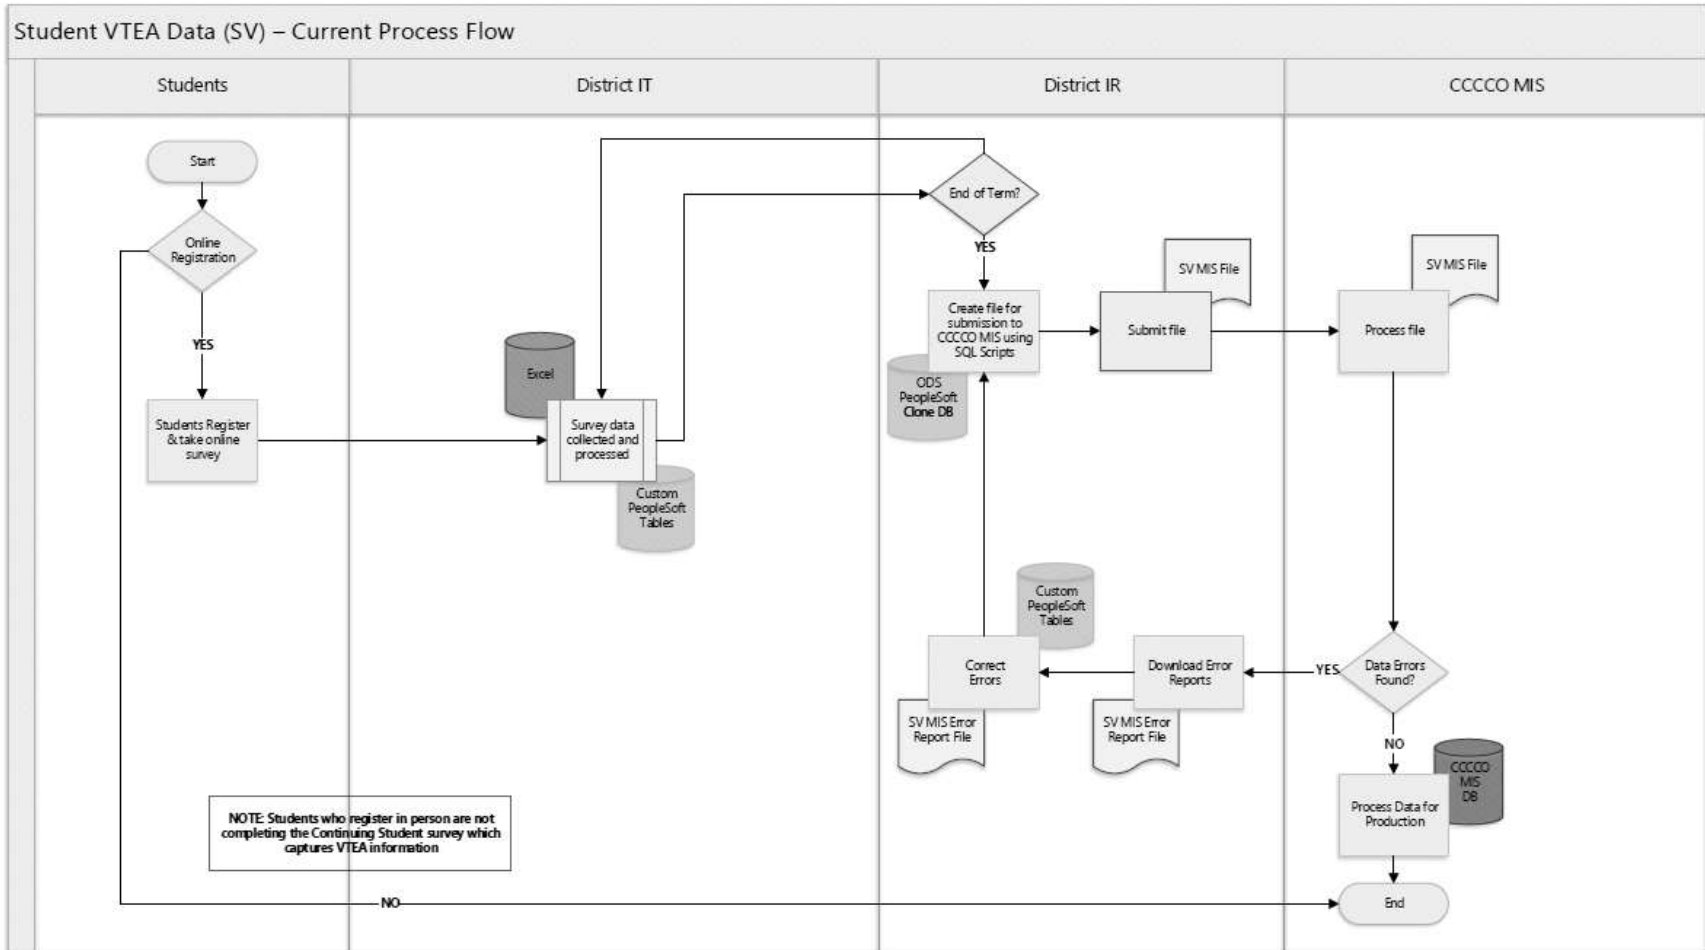 Student VTEA Data (SV) – Current Process Flow
Students
District IT
District IR
CCCCO MIS
Start
Online
Registration
YES
Students Register
& take online
survey
Excel
Survey data
collected and
processed
Custom
PeopleSoft
Tables
End of Term?
YES
Create file for
submission to
CCCCO MIS using
SQL Scripts
ODS
PeopleSoft
Clone DB
SV MIS File
Submit file
SV MIS File
Process file
Data Errors
Found?
YES
Download Error
Reports
SV MIS Error
Report File
Custom
PeopleSoft
Tables
Correct
Errors
SV MIS Error
Report File
NO
CCCCO
MIS
DB
Process Data for
Production
End
NOTE: Students who register in person are not
completing the Continuing Student survey which
captures VTEA information
NO